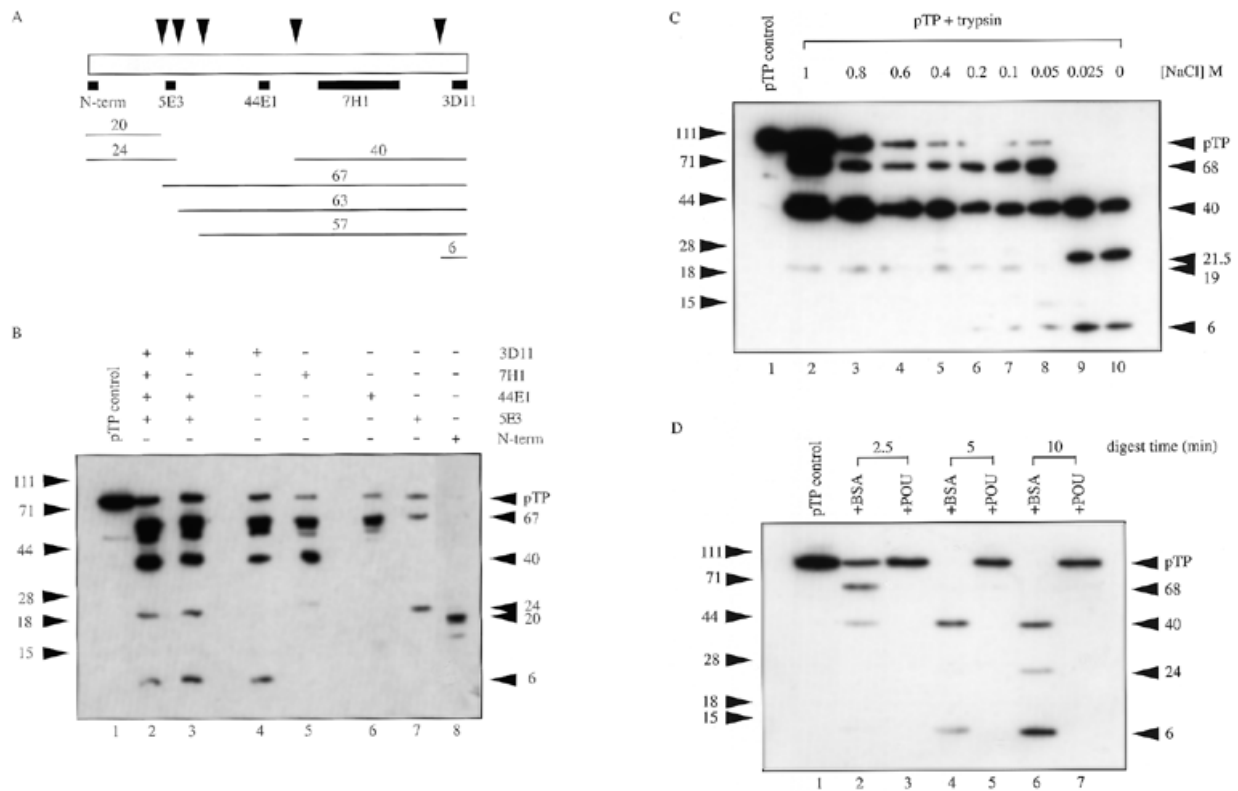 A
N-term 5E3 44E1 7H1 3D11
20
24 40
67
63
57
6
B
pTP control
+ + + - - - - 3D11
+ - - + - - - 7H1
+ + - - + - - 44E1
+ + - - - + - 5E3
- - - - - - + N-term
111
71
44
28
18
15
pTP
67
40
24
20
6
1 2 3 4 5 6 7 8
C
pTP + trypsin
pTP control
1 0.8 0.6 0.4 0.2 0.1 0.05 0.025 0 [NaCl] M
111
71
44
28
18
15
pTP
68
40
21.5
19
6
1 2 3 4 5 6 7 8 9 10
D
2.5 5 10 digest time (min)
pTP control
+BSA
+POU
+BSA
+POU
+BSA
+POU
111
71
44
28
18
15
pTP
68
40
24
6
1 2 3 4 5 6 7